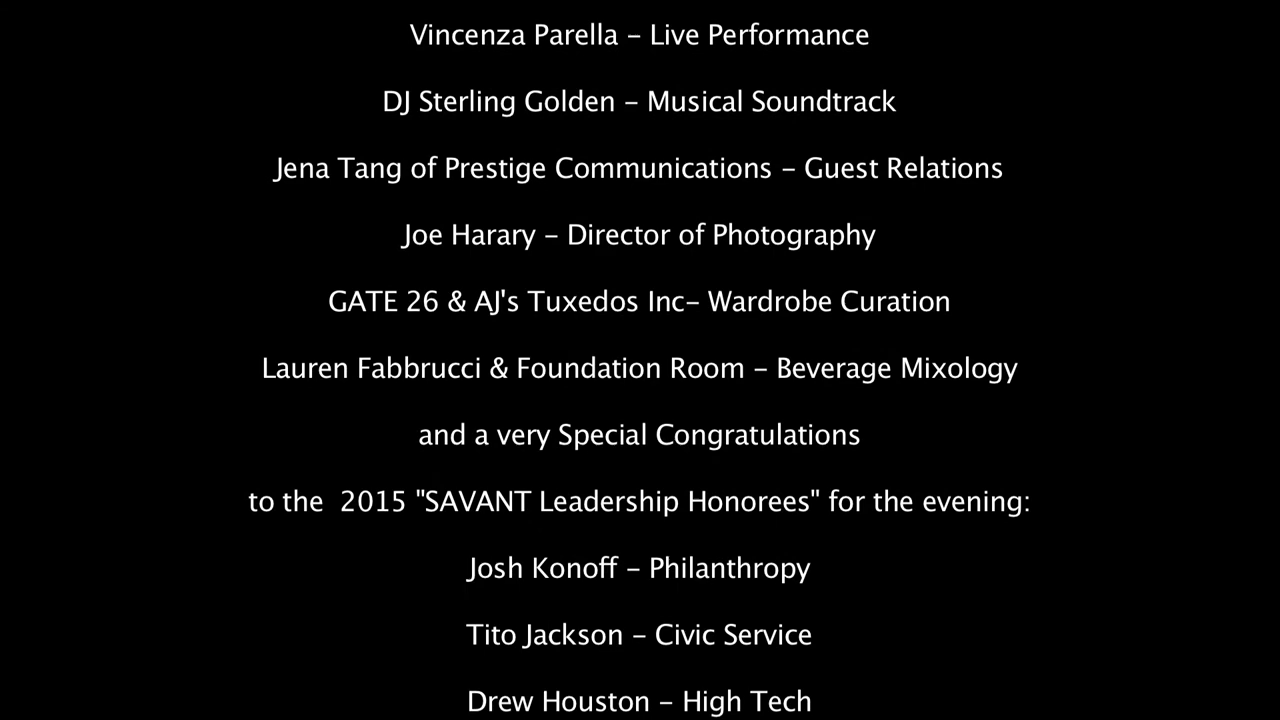 Vincenza Parella – Live Performance
DJ Sterling Golden – Musical Soundtrack
Jena Tang of Prestige Communications – Guest Relations
Joe Harary – Director of Photography
GATE 26 & AJ's Tuxedos Inc– Wardrobe Curation
Lauren Fabbrucci & Foundation Room – Beverage Mixology
and a very Special Congratulations
to the  2015 "SAVANT Leadership Honorees" for the evening:
Josh Konoff – Philanthropy
Tito Jackson – Civic Service
Drew Houston – High Tech